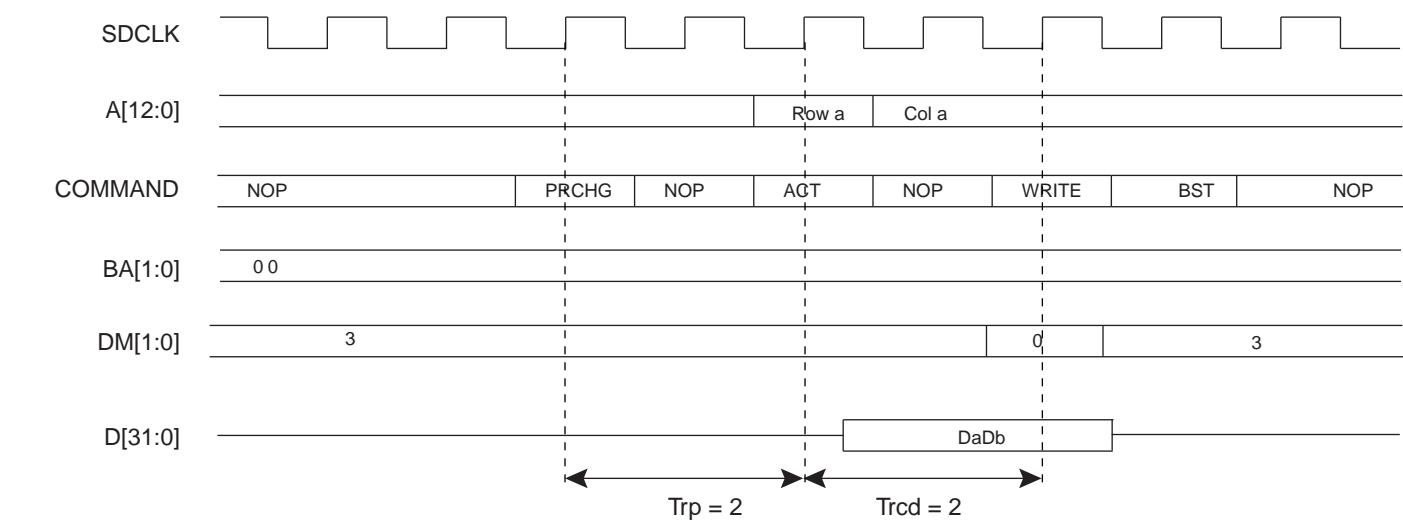 SDCLK
A[12:0] Row a Col a
COMMAND NOP PRCHG NOP ACT NOP WRITE BST NOP
BA[1:0] 0 0
DM[1:0] 3 0 3
D[31:0] DaDb
Trp = 2 Trcd = 2